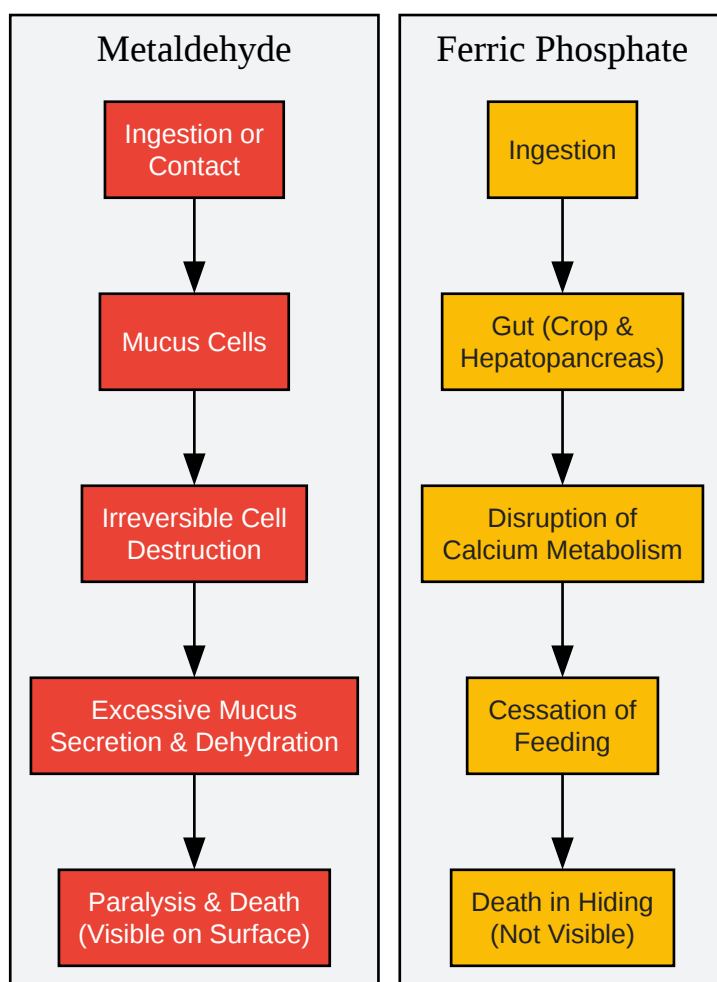 Metaldehyde
Ingestion or
Contact
Mucus Cells
Irreversible Cell
Destruction
Excessive Mucus
Secretion & Dehydration
Paralysis & Death
(Visible on Surface)
Ferric Phosphate
Ingestion
Gut (Crop &
Hepatopancreas)
Disruption of
Calcium Metabolism
Cessation of
Feeding
Death in Hiding
(Not Visible)